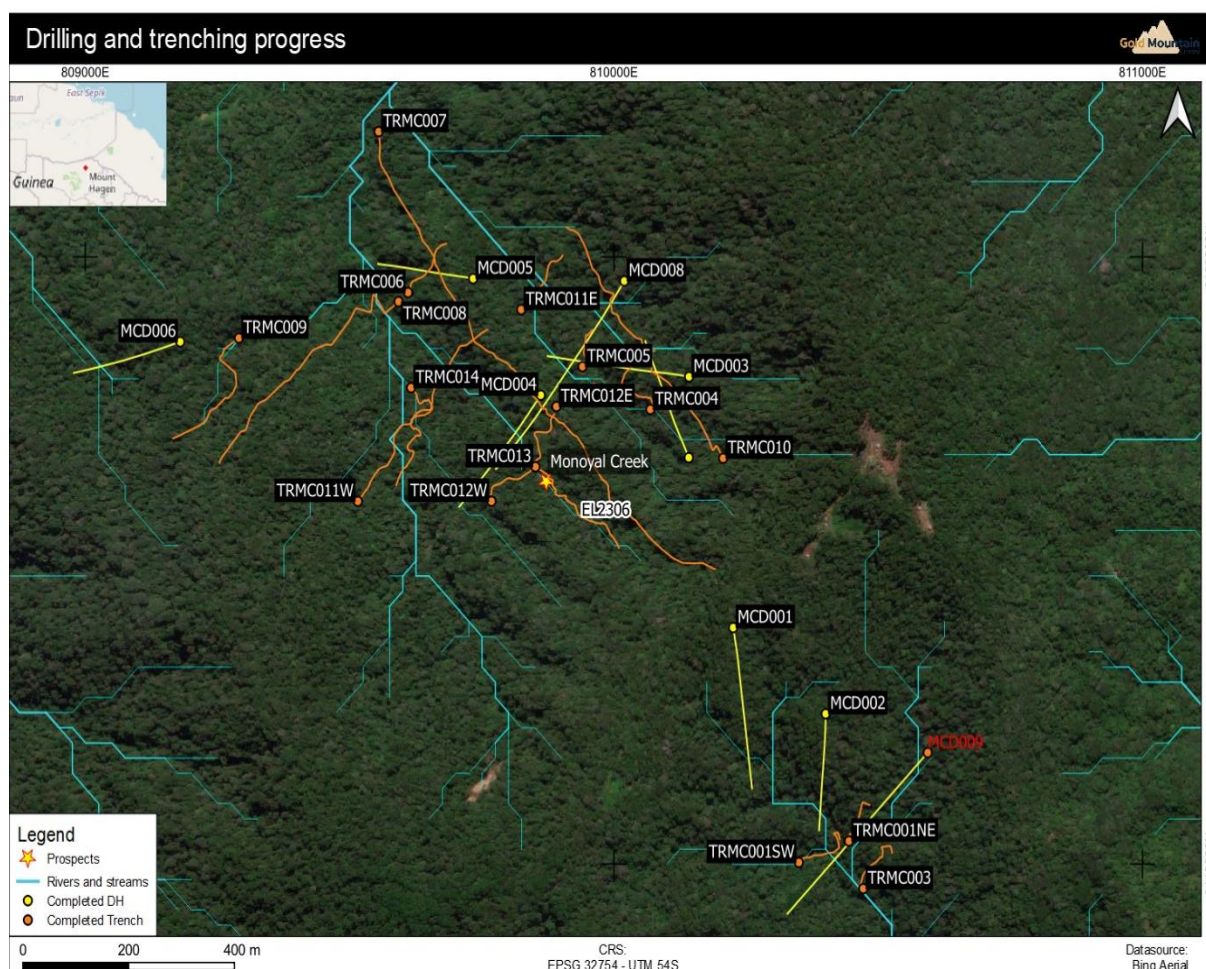 Drilling and trenching progress
Gold Mountain
809000E
810000E
811000E
East Sepik
Guinea
Mount
Hagen
TRMC007
MCD005
MCD008
TRMC006
TRMC011E
TRMC008
MCD006
TRMC009
TRMC005
MCD003
TRMC014
MCD004
TRMC012E
TRMC004
TRMC013
Monoyal Creek
TRMC010
TRMC011W
TRMC012W
EL2306
MCD001
MCD002
MCD009
TRMC001NE
TRMC001SW
TRMC003
Legend
Prospects
Rivers and streams
Completed DH
Completed Trench
0 200 400 m
CRS:
EPSG 32754 - UTM 54S
Datasource:
Bing Aerial